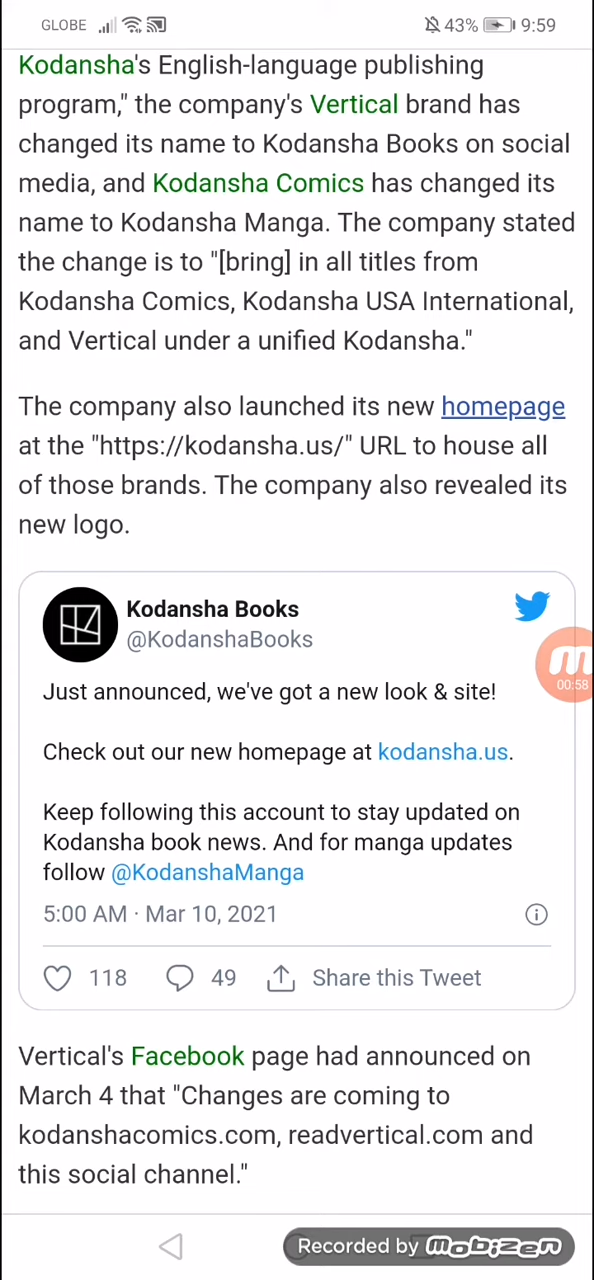 GLOBE 43% 9:59
Kodansha's English-language publishing
program," the company's Vertical brand has
changed its name to Kodansha Books on social
media, and Kodansha Comics has changed its
name to Kodansha Manga. The company stated
the change is to "[bring] in all titles from
Kodansha Comics, Kodansha USA International,
and Vertical under a unified Kodansha."
The company also launched its new homepage
at the "https://kodansha.us/" URL to house all
of those brands. The company also revealed its
new logo.
Kodansha Books
@KodanshaBooks
Just announced, we've got a new look & site!
Check out our new homepage at kodansha.us.
Keep following this account to stay updated on
Kodansha book news. And for manga updates
follow @KodanshaManga
5:00 AM · Mar 10, 2021
118 49 Share this Tweet
00:58
Vertical's Facebook page had announced on
March 4 that "Changes are coming to
kodanshacomics.com, readvertical.com and
this social channel."
Recorded by mobizen